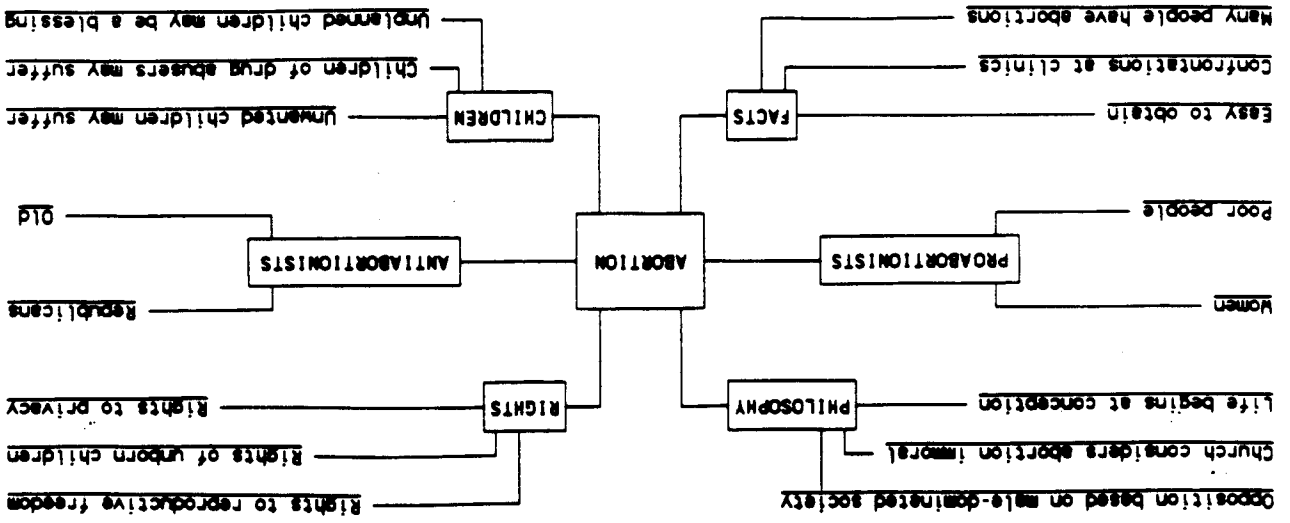 Opposition based on male-dominated society
Church considers abortion immoral
Life begins at conception
PHILOSOPHY
Women
PROABORTIONISTS
Poor people
Easy to obtain
Confrontations at clinics
Many people have abortions
FACTS
ABORTION
Rights to reproductive freedom
Rights of unborn children
Rights to privacy
RIGHTS
Republicans
ANTIABORTIONISTS
Old
Unwanted children may suffer
Children of drug abusers may suffer
Unplanned children may be a blessing
CHILDREN